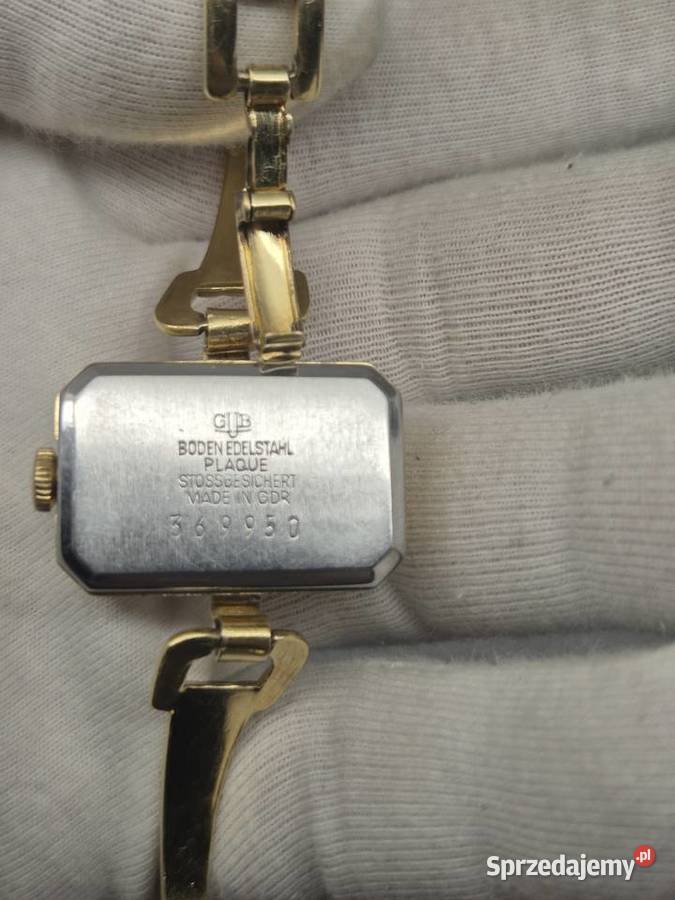 GUB
BODEN EDELSTAHL
PLAQUE
STOSSGESICHERT
MADE IN GDR
369950
Sprzedajemy.pl